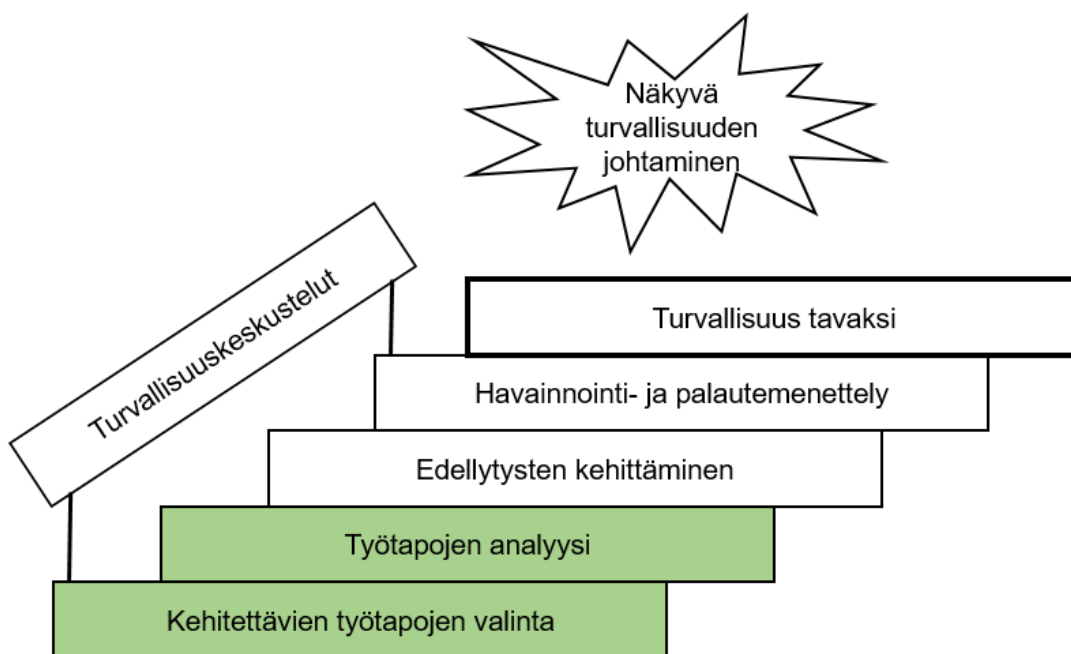 Näkyvä
turvallisuuden
johtaminen
Turvallisuuskeskustelut
Turvallisuus tavaksi
Havainnointi- ja palautemenettely
Edellytysten kehittäminen
Työtapojen analyysi
Kehitettävien työtapojen valinta